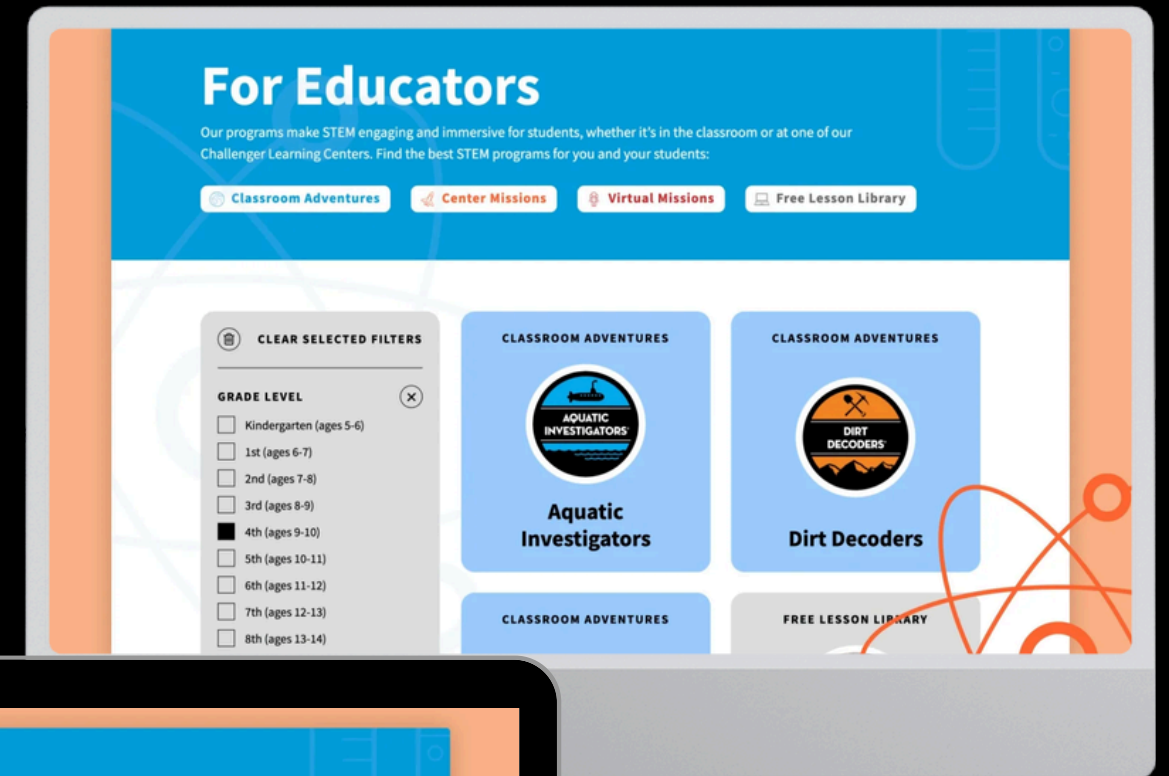 For Educators
Our programs make STEM engaging and immersive for students, whether it's in the classroom or at one of our
Challenger Learning Centers. Find the best STEM programs for you and your students:
Classroom Adventures
Center Missions
Virtual Missions
Free Lesson Library
CLEAR SELECTED FILTERS
GRADE LEVEL
Kindergarten (ages 5-6)
1st (ages 6-7)
2nd (ages 7-8)
3rd (ages 8-9)
4th (ages 9-10)
5th (ages 10-11)
6th (ages 11-12)
7th (ages 12-13)
8th (ages 13-14)
CLASSROOM ADVENTURES
AQUATIC
INVESTIGATORS
Aquatic
Investigators
CLASSROOM ADVENTURES
DIRT
DECODERS
Dirt Decoders
CLASSROOM ADVENTURES
FREE LESSON LIBRARY